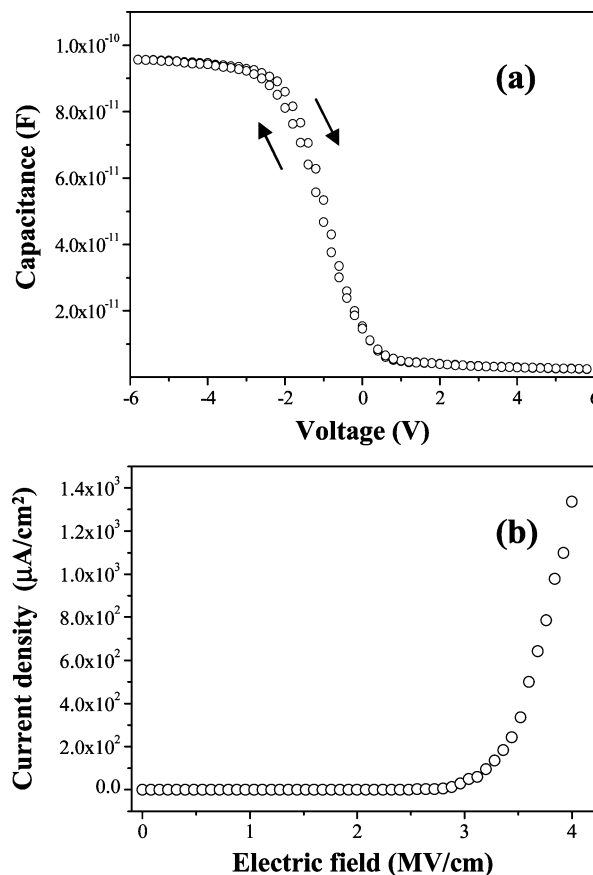 1.0x10⁻¹⁰
8.0x10⁻¹¹
6.0x10⁻¹¹
4.0x10⁻¹¹
2.0x10⁻¹¹
Capacitance (F)
(a)
-6 -4 -2 0 2 4 6
Voltage (V)
1.4x10³
1.2x10³
1.0x10³
8.0x10²
6.0x10²
4.0x10²
2.0x10²
0.0
Current density (μA/cm²)
(b)
0 1 2 3 4
Electric field (MV/cm)